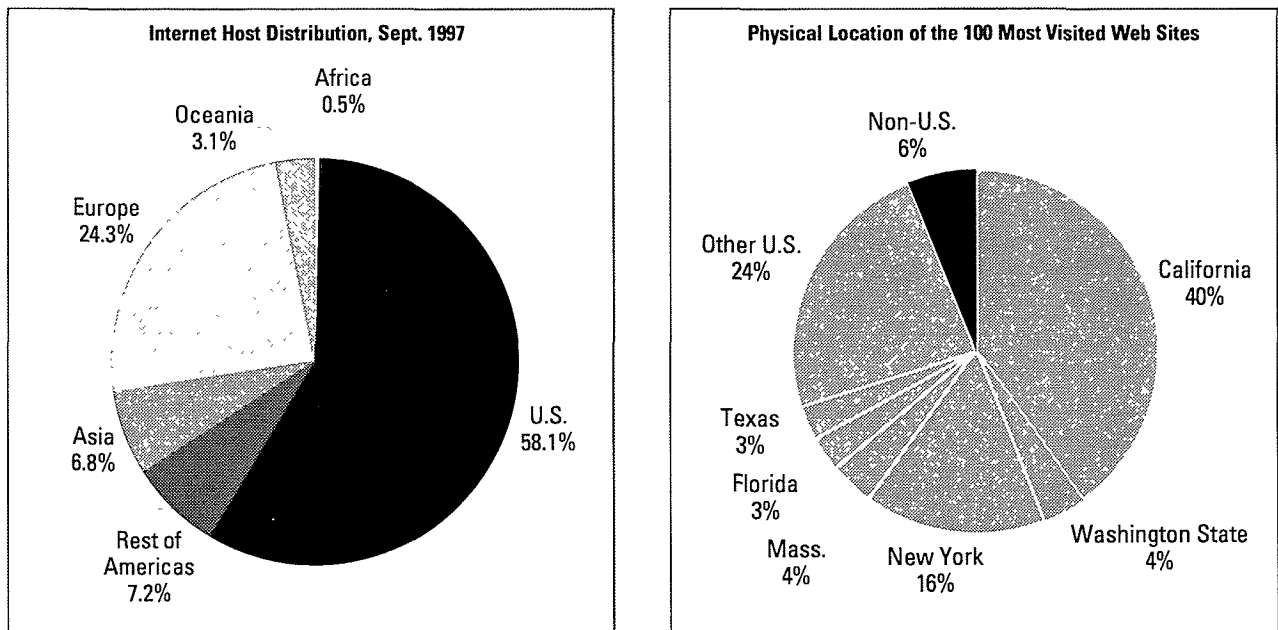 Internet Host Distribution, Sept. 1997
Africa
0.5%
Oceania
3.1%
Europe
24.3%
Asia
6.8%
Rest of
Americas
7.2%
U.S.
58.1%
Physical Location of the 100 Most Visited Web Sites
Non-U.S.
6%
Other U.S.
24%
California
40%
Texas
3%
Florida
3%
Mass.
4%
New York
16%
Washington State
4%